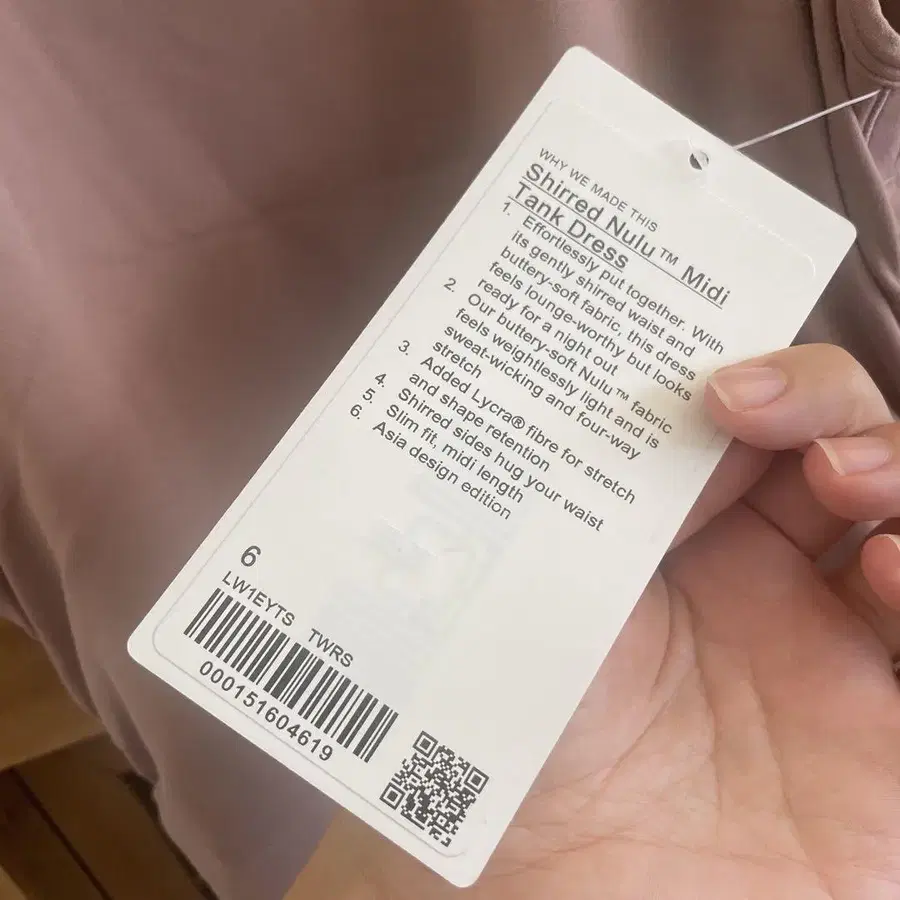 WHY WE MADE THIS
Shirred Nulu™ Midi
Tank Dress
1. Effortlessly put together. With
its gently shirred waist and
buttery-soft fabric, this dress
feels lounge-worthy but looks
ready for a night out
2. Our buttery-soft Nulu™ fabric
feels weightlessly light and is
sweat-wicking and four-way
stretch
3. Added Lycra® fibre for stretch
and shape retention
4. Shirred sides hug your waist
5. Slim fit, midi length
6. Asia design edition
6
LW1EYTS TWRS
000151604619